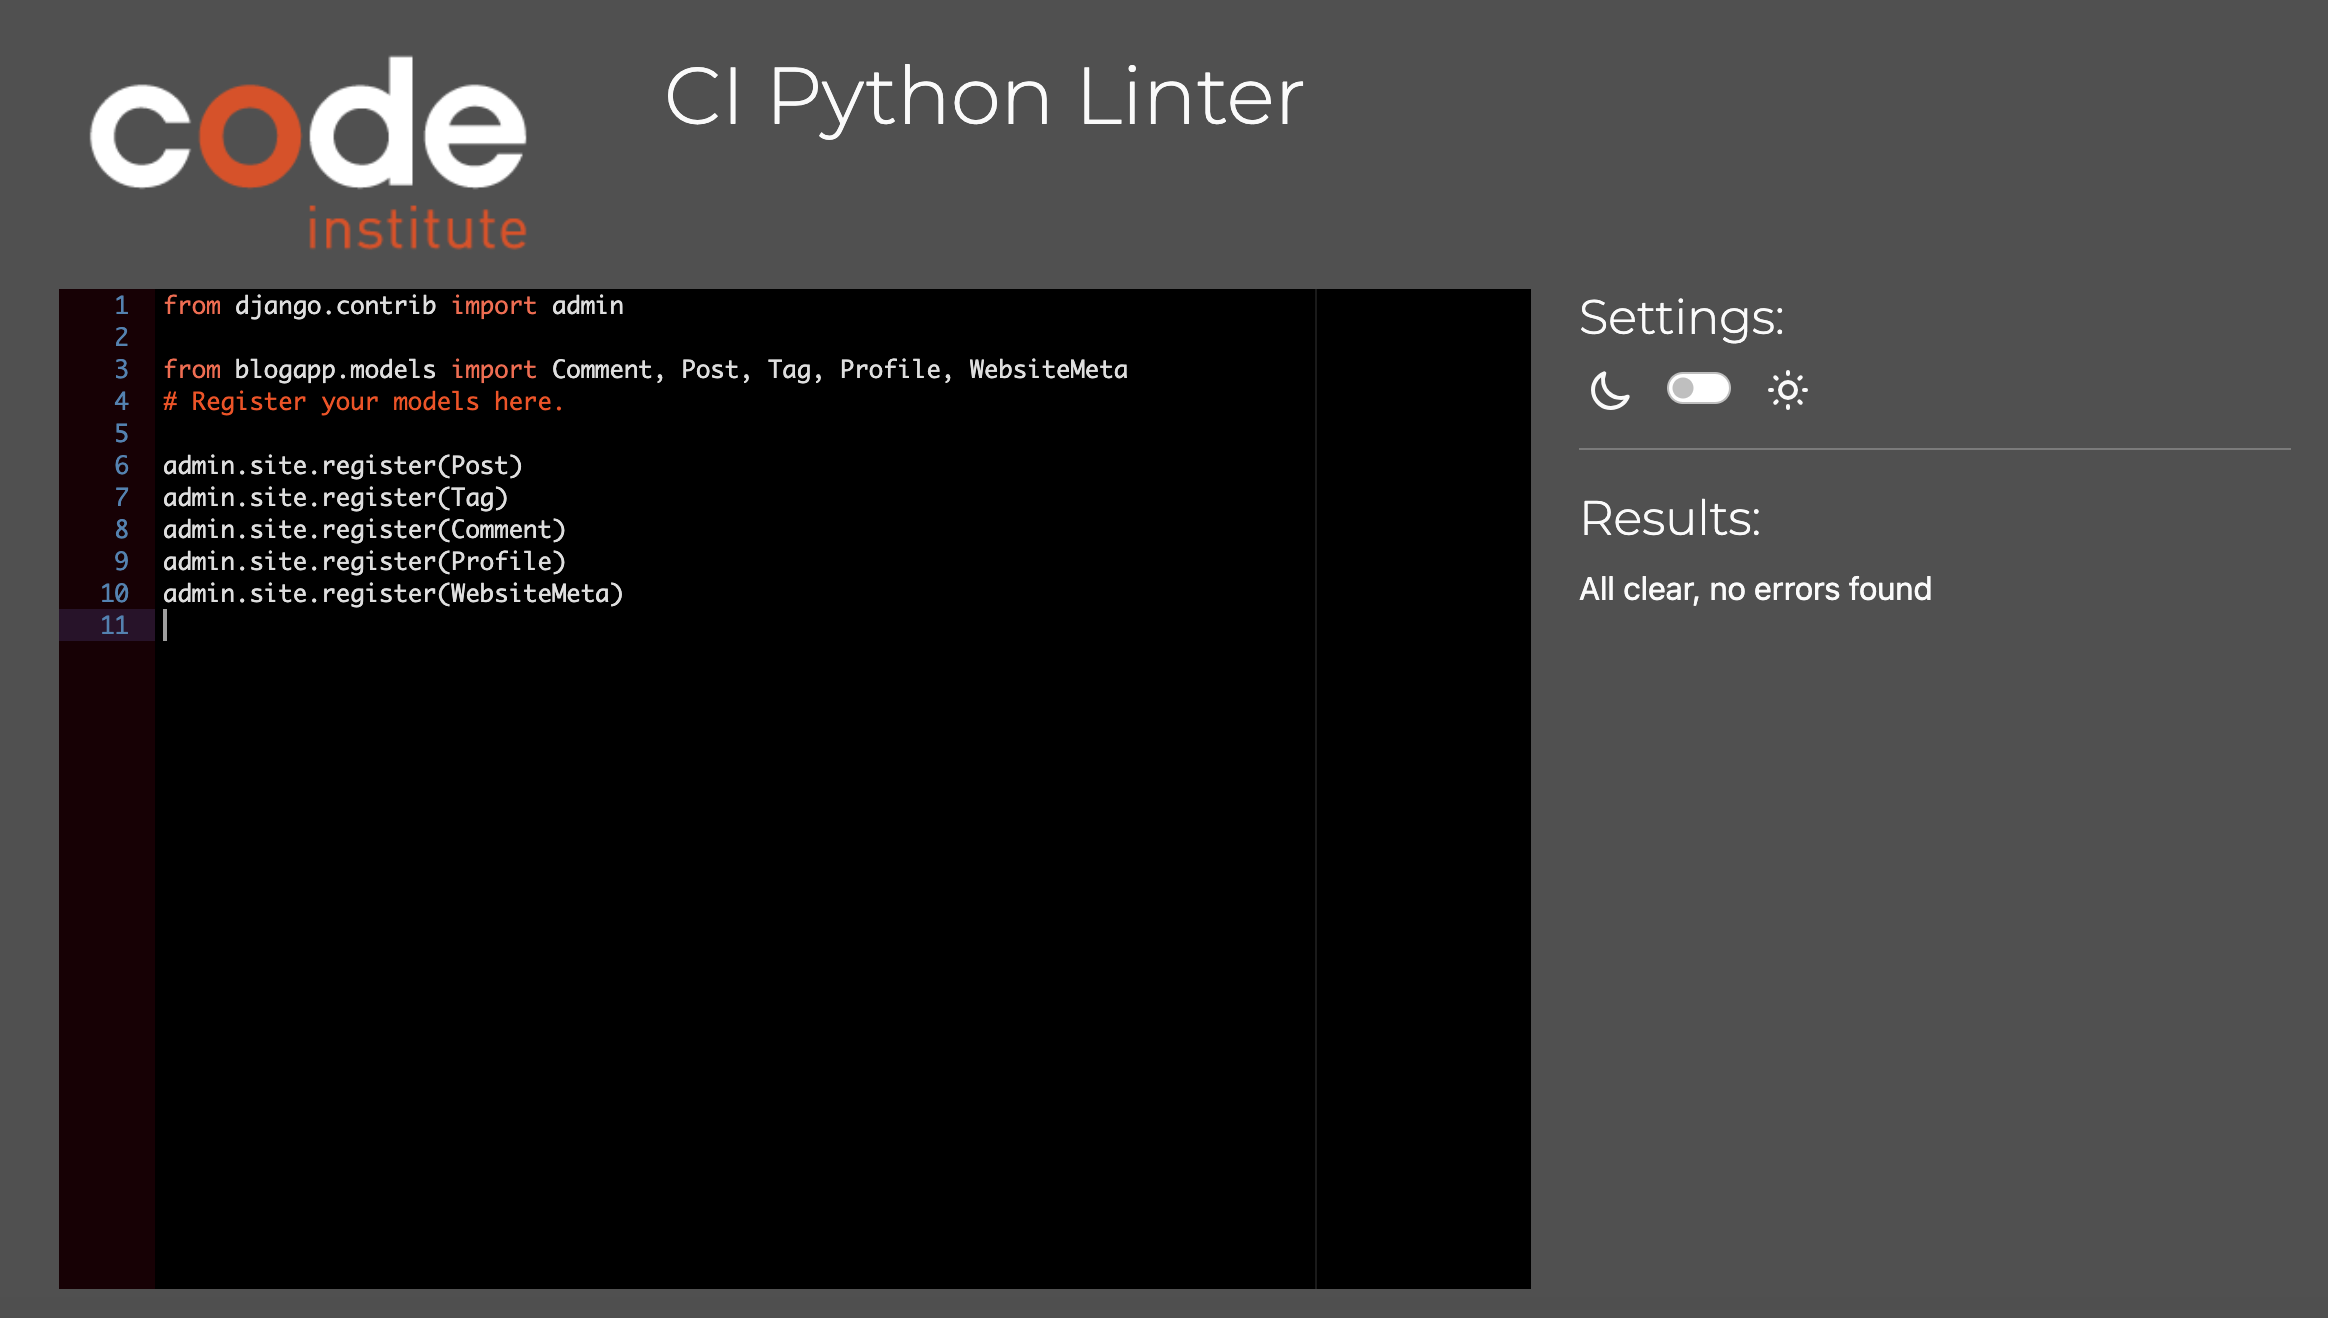 code
institute
CI Python Linter
1 from django.contrib import admin
2
3 from blogapp.models import Comment, Post, Tag, Profile, WebsiteMeta
4 # Register your models here.
5
6 admin.site.register(Post)
7 admin.site.register(Tag)
8 admin.site.register(Comment)
9 admin.site.register(Profile)
10 admin.site.register(WebsiteMeta)
11
Settings:
Results:
All clear, no errors found